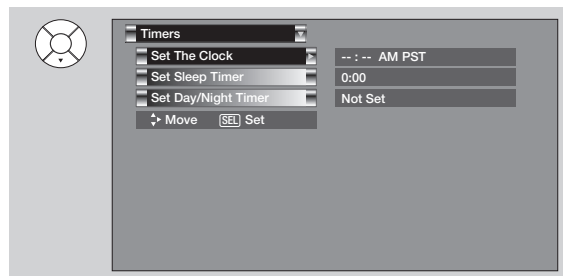 Timers
Set The Clock -- : -- AM PST
Set Sleep Timer 0:00
Set Day/Night Timer Not Set
Move SEL Set